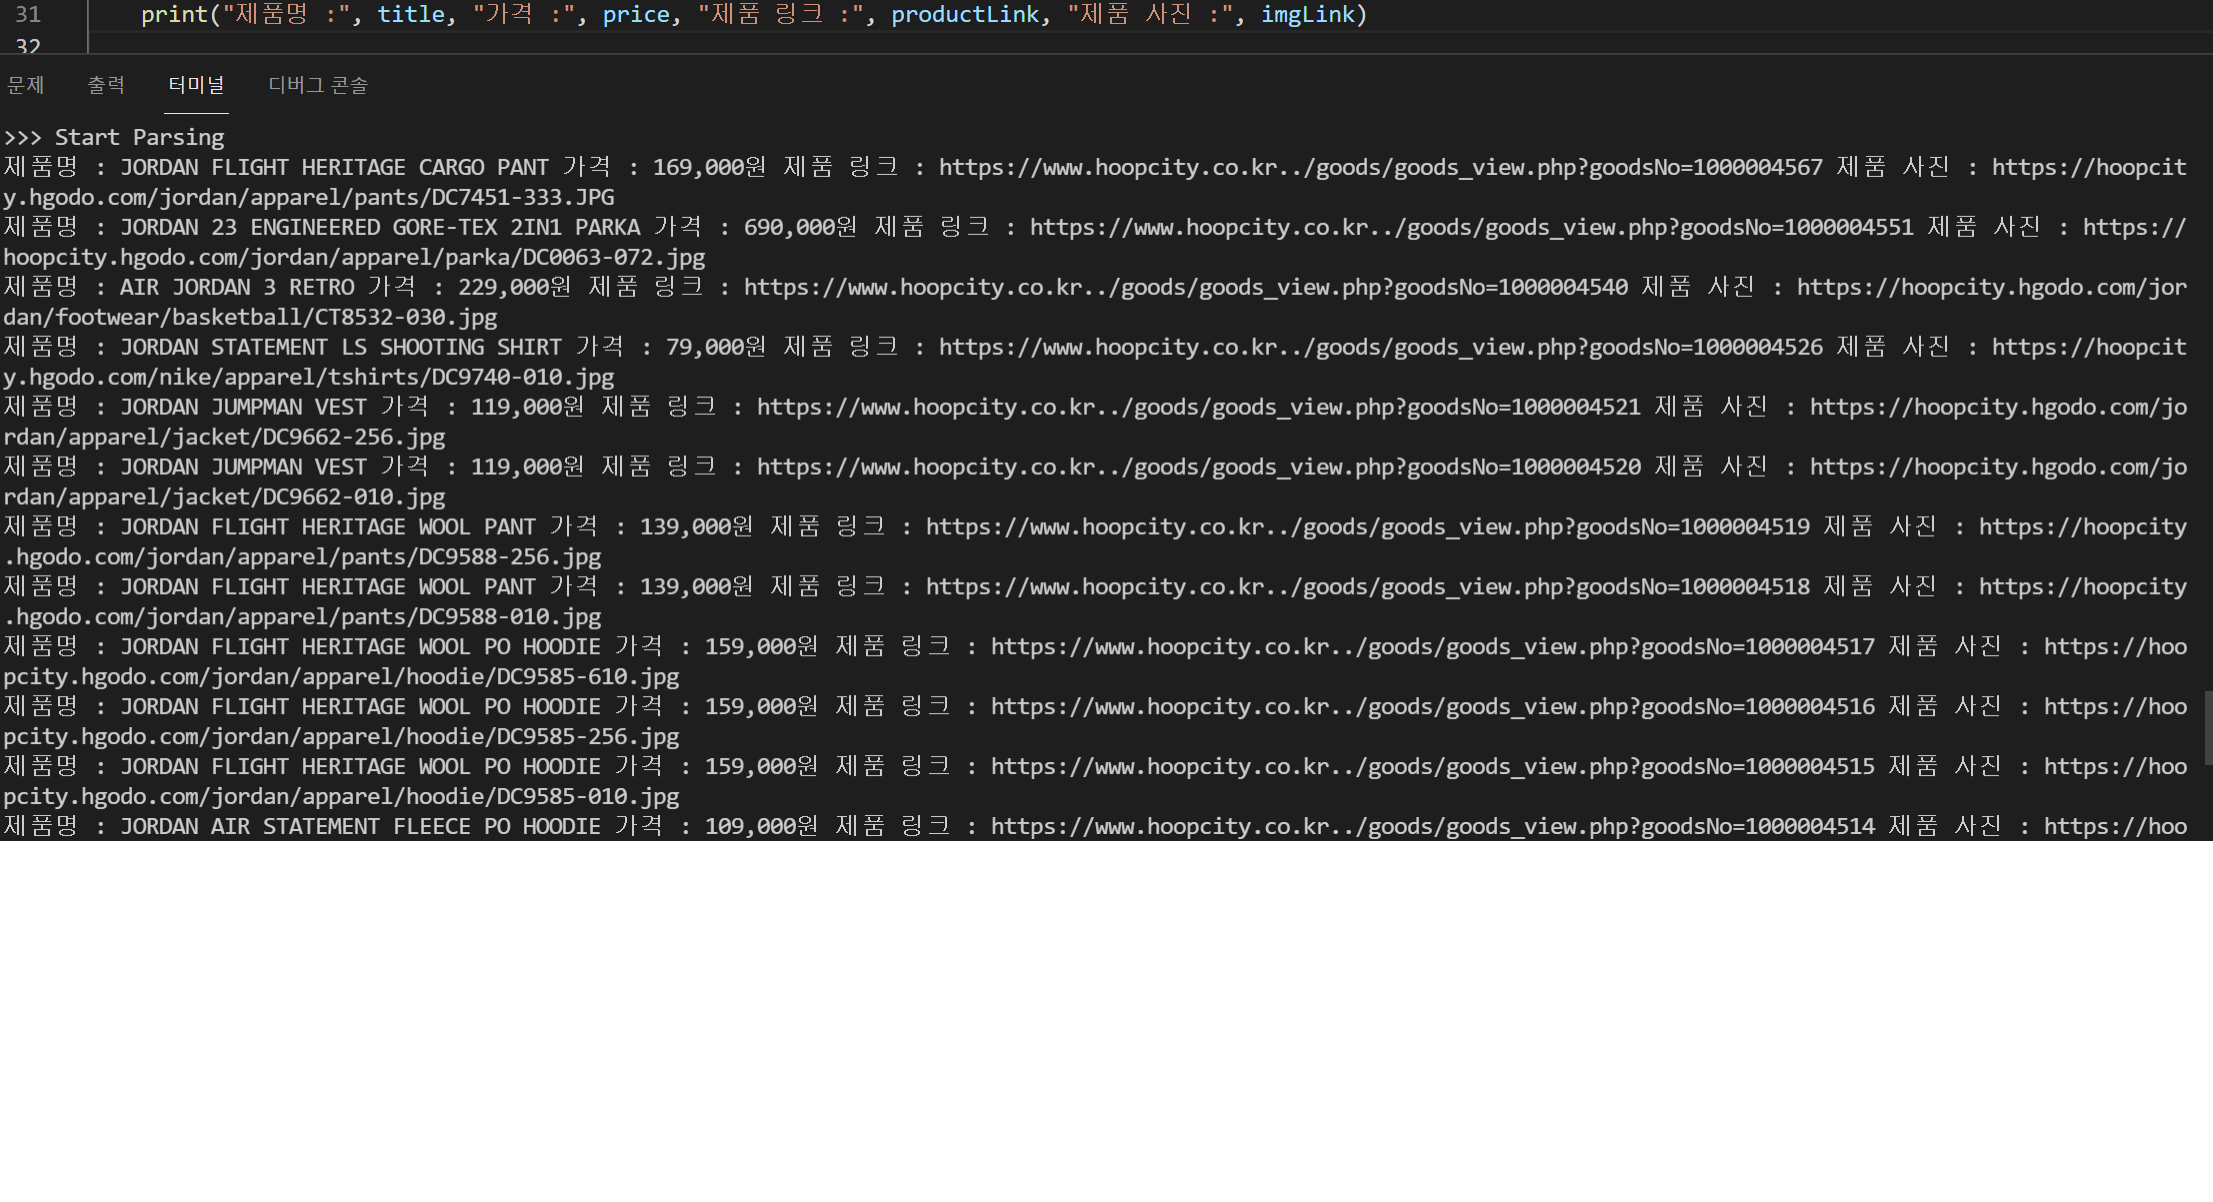 31 print("제품명 :", title, "가격 :", price, "제품 링크 :", productLink, "제품 사진 :", imgLink)
32
문제 출력 터미널 디버그 콘솔
>>> Start Parsing
제품명 : JORDAN FLIGHT HERITAGE CARGO PANT 가격 : 169,000원 제품 링크 : https://www.hoopcity.co.kr../goods/goods_view.php?goodsNo=1000004567 제품 사진 : https://hoopcit
y.hgodo.com/jordan/apparel/pants/DC7451-333.JPG
제품명 : JORDAN 23 ENGINEERED GORE-TEX 2IN1 PARKA 가격 : 690,000원 제품 링크 : https://www.hoopcity.co.kr../goods/goods_view.php?goodsNo=1000004551 제품 사진 : https://
hoopcity.hgodo.com/jordan/apparel/parka/DC0063-072.jpg
제품명 : AIR JORDAN 3 RETRO 가격 : 229,000원 제품 링크 : https://www.hoopcity.co.kr../goods/goods_view.php?goodsNo=1000004540 제품 사진 : https://hoopcity.hgodo.com/jor
dan/footwear/basketball/CT8532-030.jpg
제품명 : JORDAN STATEMENT LS SHOOTING SHIRT 가격 : 79,000원 제품 링크 : https://www.hoopcity.co.kr../goods/goods_view.php?goodsNo=1000004526 제품 사진 : https://hoopcit
y.hgodo.com/nike/apparel/tshirts/DC9740-010.jpg
제품명 : JORDAN JUMPMAN VEST 가격 : 119,000원 제품 링크 : https://www.hoopcity.co.kr../goods/goods_view.php?goodsNo=1000004521 제품 사진 : https://hoopcity.hgodo.com/jo
rdan/apparel/jacket/DC9662-256.jpg
제품명 : JORDAN JUMPMAN VEST 가격 : 119,000원 제품 링크 : https://www.hoopcity.co.kr../goods/goods_view.php?goodsNo=1000004520 제품 사진 : https://hoopcity.hgodo.com/jo
rdan/apparel/jacket/DC9662-010.jpg
제품명 : JORDAN FLIGHT HERITAGE WOOL PANT 가격 : 139,000원 제품 링크 : https://www.hoopcity.co.kr../goods/goods_view.php?goodsNo=1000004519 제품 사진 : https://hoopcity
.hgodo.com/jordan/apparel/pants/DC9588-256.jpg
제품명 : JORDAN FLIGHT HERITAGE WOOL PANT 가격 : 139,000원 제품 링크 : https://www.hoopcity.co.kr../goods/goods_view.php?goodsNo=1000004518 제품 사진 : https://hoopcity
.hgodo.com/jordan/apparel/pants/DC9588-010.jpg
제품명 : JORDAN FLIGHT HERITAGE WOOL PO HOODIE 가격 : 159,000원 제품 링크 : https://www.hoopcity.co.kr../goods/goods_view.php?goodsNo=1000004517 제품 사진 : https://hoo
pcity.hgodo.com/jordan/apparel/hoodie/DC9585-610.jpg
제품명 : JORDAN FLIGHT HERITAGE WOOL PO HOODIE 가격 : 159,000원 제품 링크 : https://www.hoopcity.co.kr../goods/goods_view.php?goodsNo=1000004516 제품 사진 : https://hoo
pcity.hgodo.com/jordan/apparel/hoodie/DC9585-256.jpg
제품명 : JORDAN FLIGHT HERITAGE WOOL PO HOODIE 가격 : 159,000원 제품 링크 : https://www.hoopcity.co.kr../goods/goods_view.php?goodsNo=1000004515 제품 사진 : https://hoo
pcity.hgodo.com/jordan/apparel/hoodie/DC9585-010.jpg
제품명 : JORDAN AIR STATEMENT FLEECE PO HOODIE 가격 : 109,000원 제품 링크 : https://www.hoopcity.co.kr../goods/goods_view.php?goodsNo=1000004514 제품 사진 : https://hoo